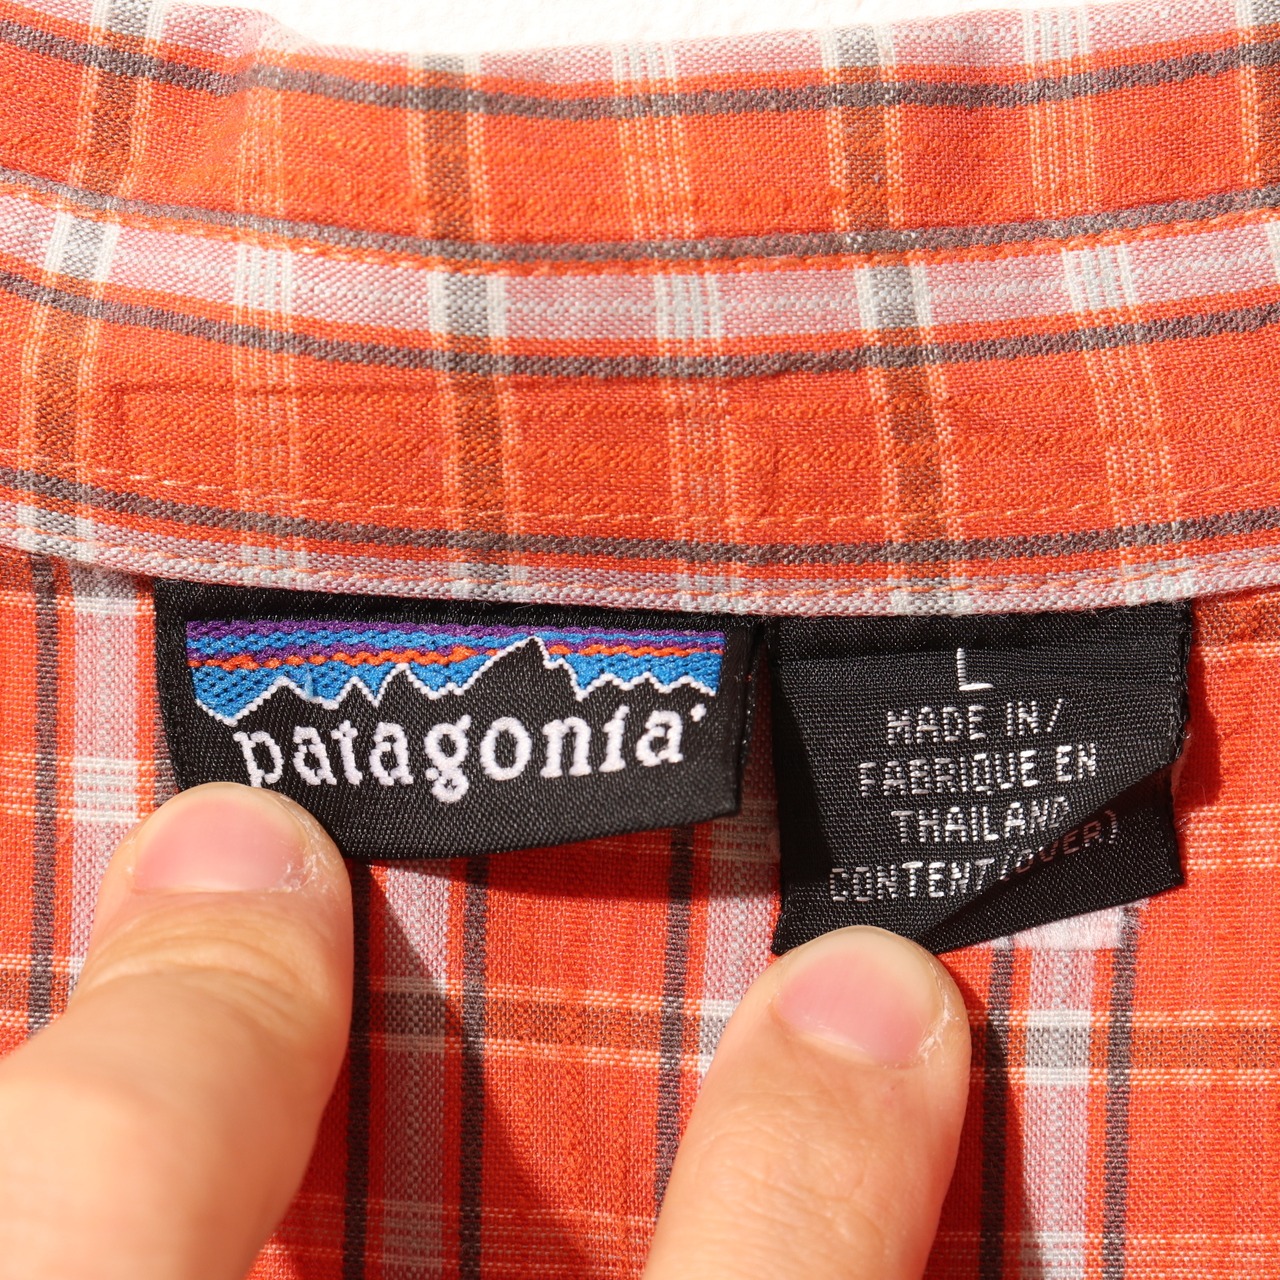 patagonia
L
MADE IN/
FABRIQUE EN
THAILAND
CONTENT/OVER)